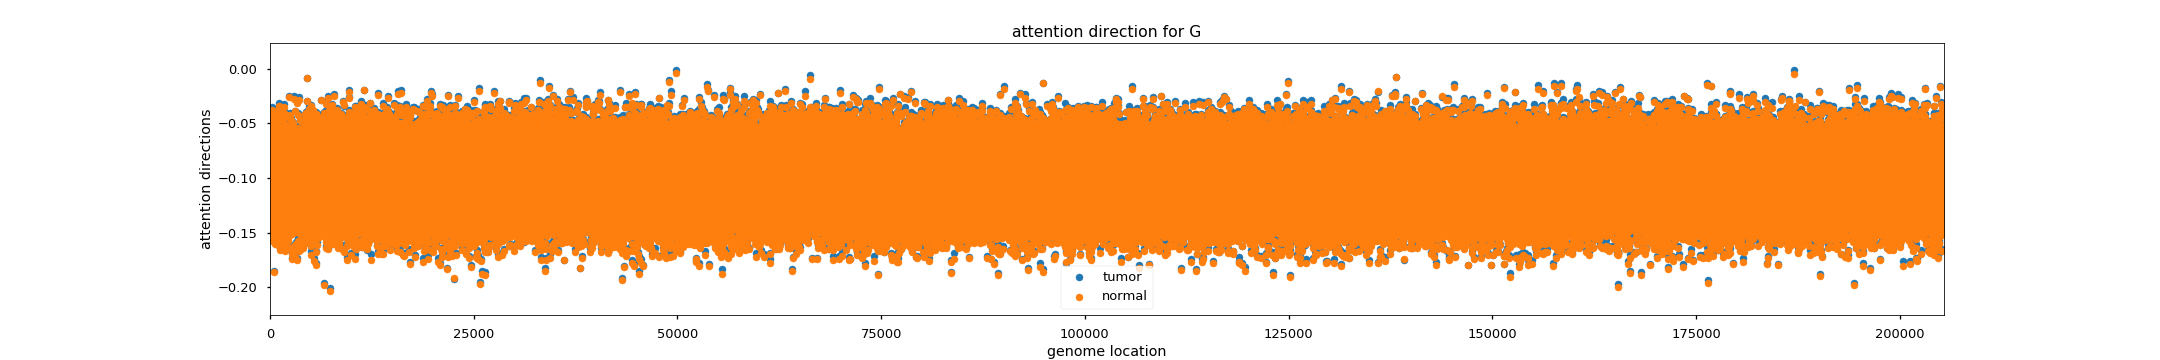 attention direction for G
attention directions
0.00
−0.05
−0.10
−0.15
−0.20
tumor
normal
0
25000
50000
75000
100000
125000
150000
175000
200000
genome location